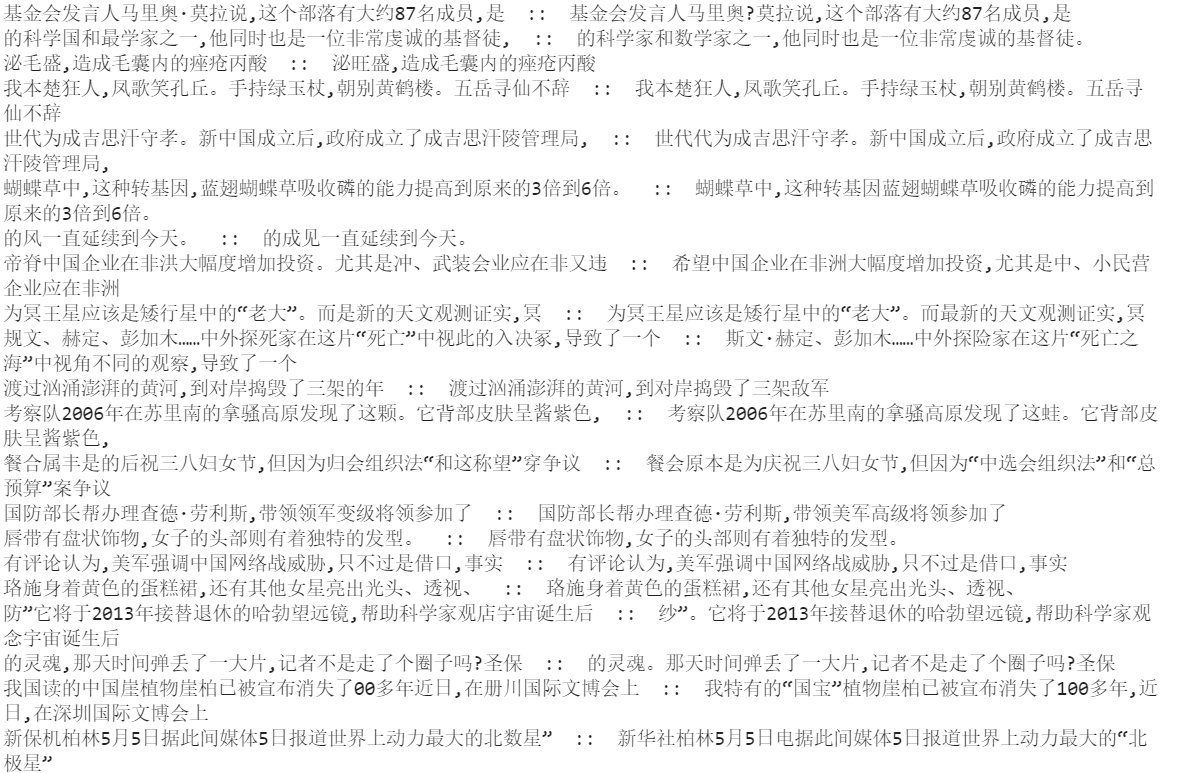 基金会发言人马里奥·莫拉说,这个部落有大约87名成员,是  ::  基金会发言人马里奥?莫拉说,这个部落有大约87名成员,是
的科学国和最学家之一,他同时也是一位非常虔诚的基督徒,  ::  的科学家和数学家之一,他同时也是一位非常虔诚的基督徒。
泌毛盛,造成毛囊内的痤疮丙酸  ::  泌旺盛,造成毛囊内的痤疮丙酸
我本楚狂人,凤歌笑孔丘。手持绿玉杖,朝别黄鹤楼。五岳寻仙不辞  ::  我本楚狂人,凤歌笑孔丘。手持绿玉杖,朝别黄鹤楼。五岳寻
仙不辞
世代为成吉思汗守孝。新中国成立后,政府成立了成吉思汗陵管理局,  ::  世代代为成吉思汗守孝。新中国成立后,政府成立了成吉思
汗陵管理局,
蝴蝶草中,这种转基因,蓝翅蝴蝶草吸收磷的能力提高到原来的3倍到6倍。  ::  蝴蝶草中,这种转基因蓝翅蝴蝶草吸收磷的能力提高到
原来的3倍到6倍。
的风一直延续到今天。  ::  的成见一直延续到今天。
帝脊中国企业在非洪大幅度增加投资。尤其是冲、武装会业应在非又违  ::  希望中国企业在非洲大幅度增加投资,尤其是中、小民营
企业应在非洲
为冥王星应该是矮行星中的“老大”。而是新的天文观测证实,冥  ::  为冥王星应该是矮行星中的“老大”。而最新的天文观测证实,冥
规文、赫定、彭加木……中外探死家在这片“死亡”中视此的入决冢,导致了一个  ::  斯文·赫定、彭加木……中外探险家在这片“死亡之
海”中视角不同的观察,导致了一个
渡过汹涌澎湃的黄河,到对岸捣毁了三架的年  ::  渡过汹涌澎湃的黄河,到对岸捣毁了三架敌军
考察队2006年在苏里南的拿骚高原发现了这颗。它背部皮肤呈酱紫色,  ::  考察队2006年在苏里南的拿骚高原发现了这蛙。它背部皮
肤呈酱紫色,
餐合属丰是的后祝三八妇女节,但因为归会组织法“和这称望”穿争议  ::  餐会原本是为庆祝三八妇女节,但因为“中选会组织法”和“总
预算”案争议
国防部长帮办理查德·劳利斯,带领领军变级将领参加了  ::  国防部长帮办理查德·劳利斯,带领美军高级将领参加了
唇带有盘状饰物,女子的头部则有着独特的发型。  ::  唇带有盘状饰物,女子的头部则有着独特的发型。
有评论认为,美军强调中国网络战威胁,只不过是借口,事实  ::  有评论认为,美军强调中国网络战威胁,只不过是借口,事实
珞施身着黄色的蛋糕裙,还有其他女星亮出光头、透视、  ::  珞施身着黄色的蛋糕裙,还有其他女星亮出光头、透视、
防”它将于2013年接替退休的哈勃望远镜,帮助科学家观店宇宙诞生后  ::  纱”。它将于2013年接替退休的哈勃望远镜,帮助科学家观
念宇宙诞生后
的灵魂,那天时间弹丢了一大片,记者不是走了个圈子吗?圣保  ::  的灵魂。那天时间弹丢了一大片,记者不是走了个圈子吗?圣保
我国读的中国崖植物崖柏已被宣布消失了00多年近日,在册川国际文博会上  ::  我特有的“国宝”植物崖柏已被宣布消失了100多年,近
日,在深圳国际文博会上
新保机柏林5月5日据此间媒体5日报道世界上动力最大的北数星”  ::  新华社柏林5月5日电据此间媒体5日报道世界上动力最大的“北
极星”